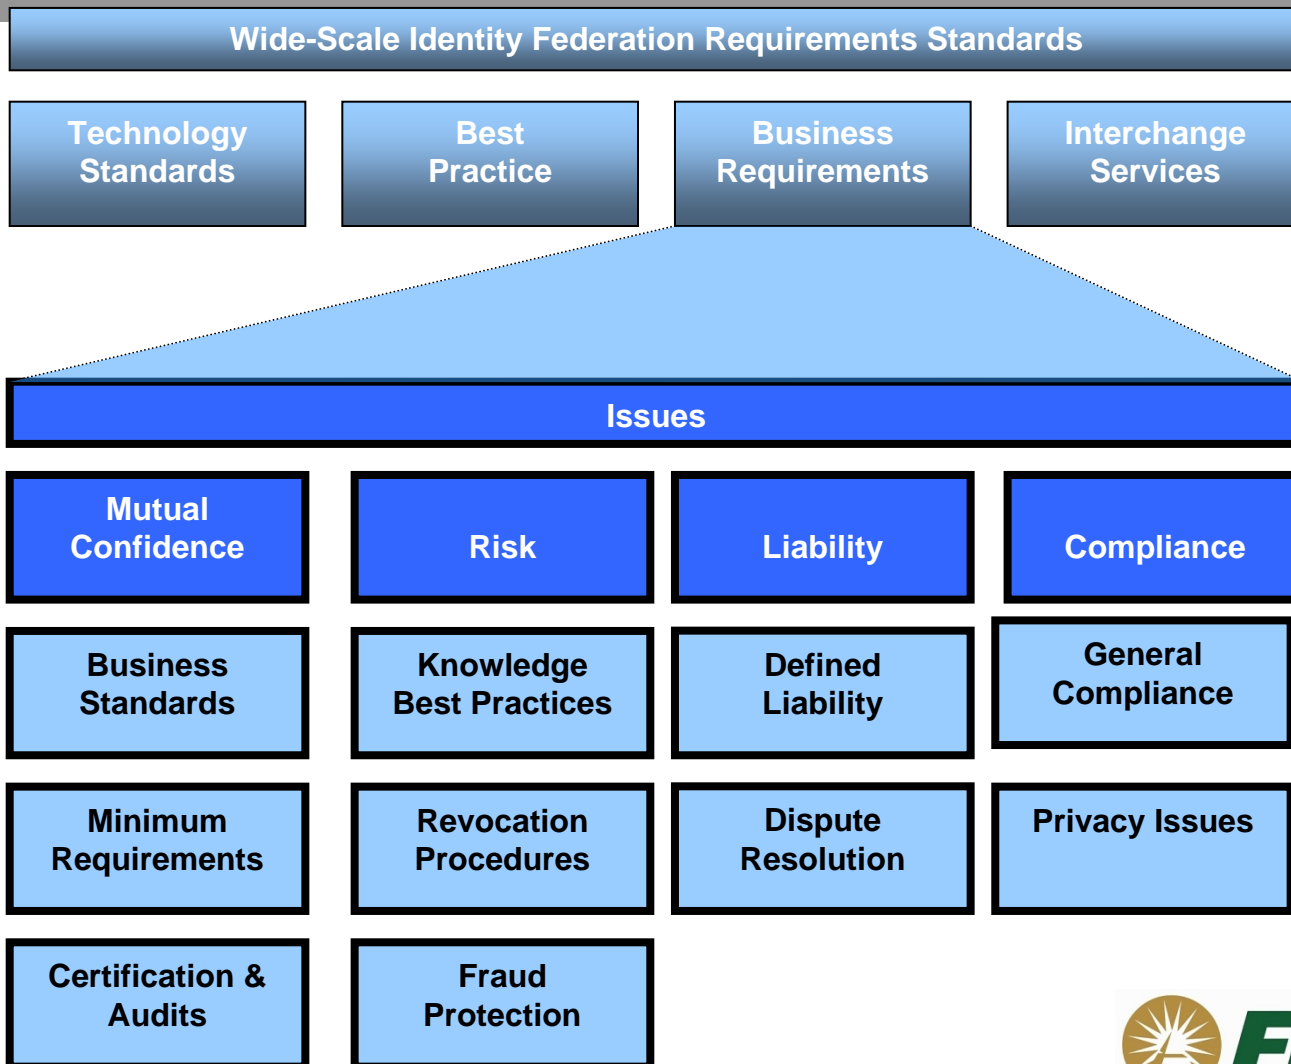 Wide-Scale Identity Federation Requirements Standards
Technology
Standards
Best
Practice
Business
Requirements
Interchange
Services
Issues
Mutual
Confidence
Risk
Liability
Compliance
Business
Standards
Knowledge
Best Practices
Defined
Liability
General
Compliance
Minimum
Requirements
Revocation
Procedures
Dispute
Resolution
Privacy Issues
Certification &
Audits
Fraud
Protection